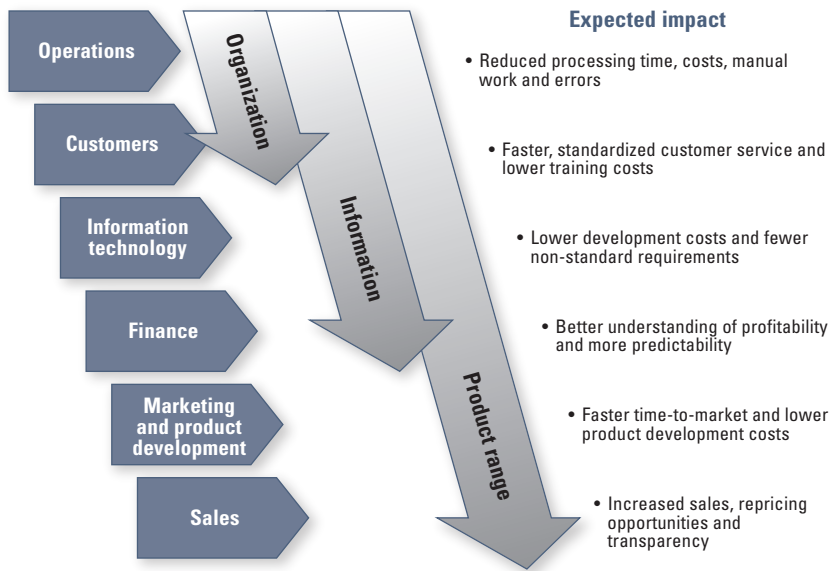 Operations
Customers
Information
technology
Finance
Marketing
and product
development
Sales
Organization
Information
Product range
Expected impact
• Reduced processing time, costs, manual
work and errors
• Faster, standardized customer service and
lower training costs
• Lower development costs and fewer
non-standard requirements
• Better understanding of profitability
and more predictability
• Faster time-to-market and lower
product development costs
• Increased sales, repricing
opportunities and
transparency